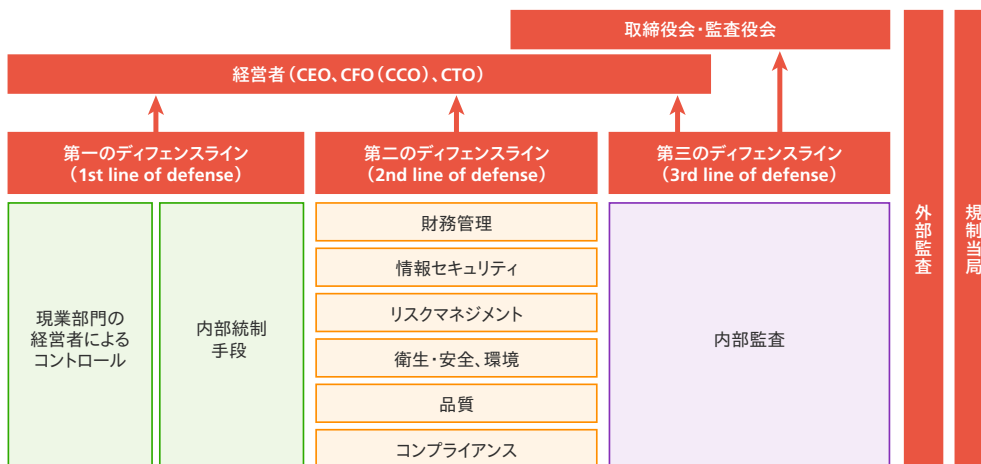 取締役会・監査役会
経営者（CEO、CFO（CCO）、CTO）
第一のディフェンスライン
（1st line of defense）
第二のディフェンスライン
（2nd line of defense）
第三のディフェンスライン
（3rd line of defense）
現業部門の
経営者による
コントロール
内部統制
手段
財務管理
情報セキュリティ
リスクマネジメント
衛生・安全、環境
品質
コンプライアンス
内部監査
外部監査
規制当局